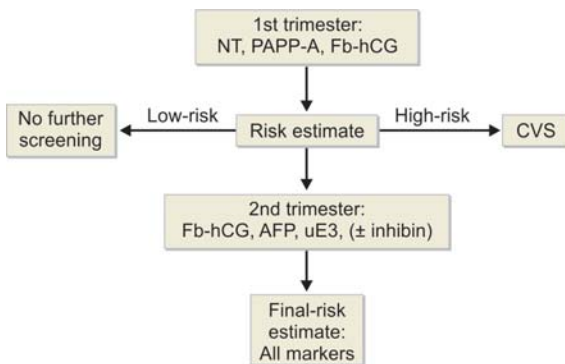 1st trimester:
NT, PAPP-A, Fb-hCG
No further
screening
Low-risk
Risk estimate
High-risk
CVS
2nd trimester:
Fb-hCG, AFP, uE3, (± inhibin)
Final-risk
estimate:
All markers